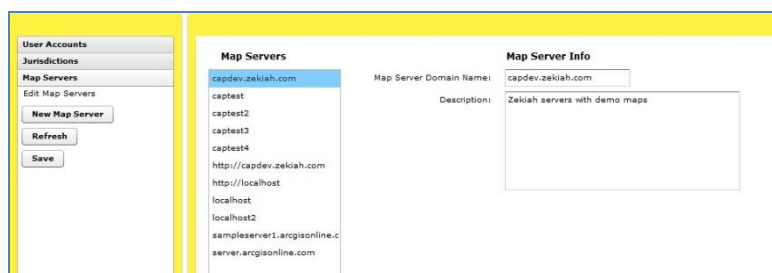 User Accounts
Jurisdictions
Map Servers
Edit Map Servers
New Map Server
Refresh
Save
Map Servers
capdev.zekiah.com
captest
captest2
captest3
captest4
http://capdev.zekiah.com
http://localhost
localhost
localhost2
sampleserver1.arcgisonline.c
server.arcgisonline.com
Map Server Info
Map Server Domain Name: capdev.zekiah.com
Description: Zekiah servers with demo maps